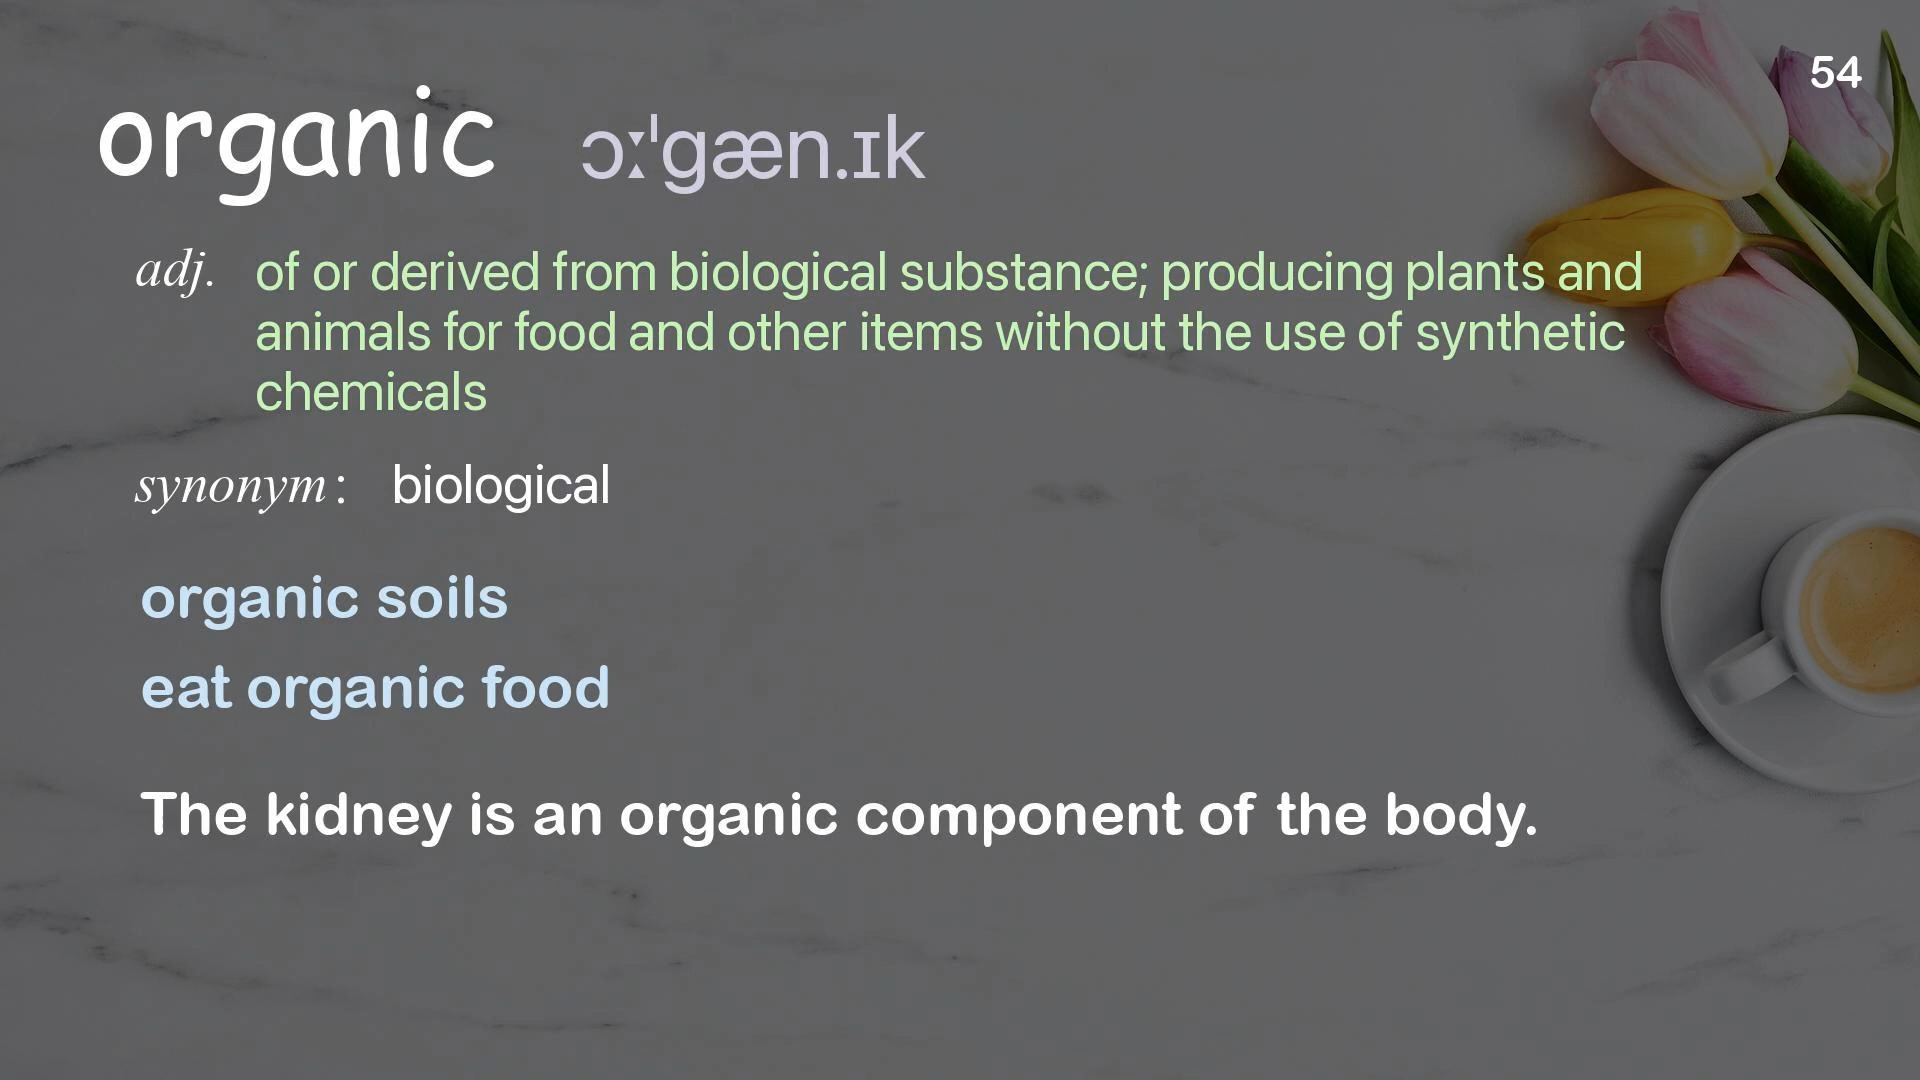 54
organic ɔːˈɡæn.ɪk
adj. of or derived from biological substance; producing plants and
animals for food and other items without the use of synthetic
chemicals
synonym: biological
organic soils
eat organic food
The kidney is an organic component of the body.